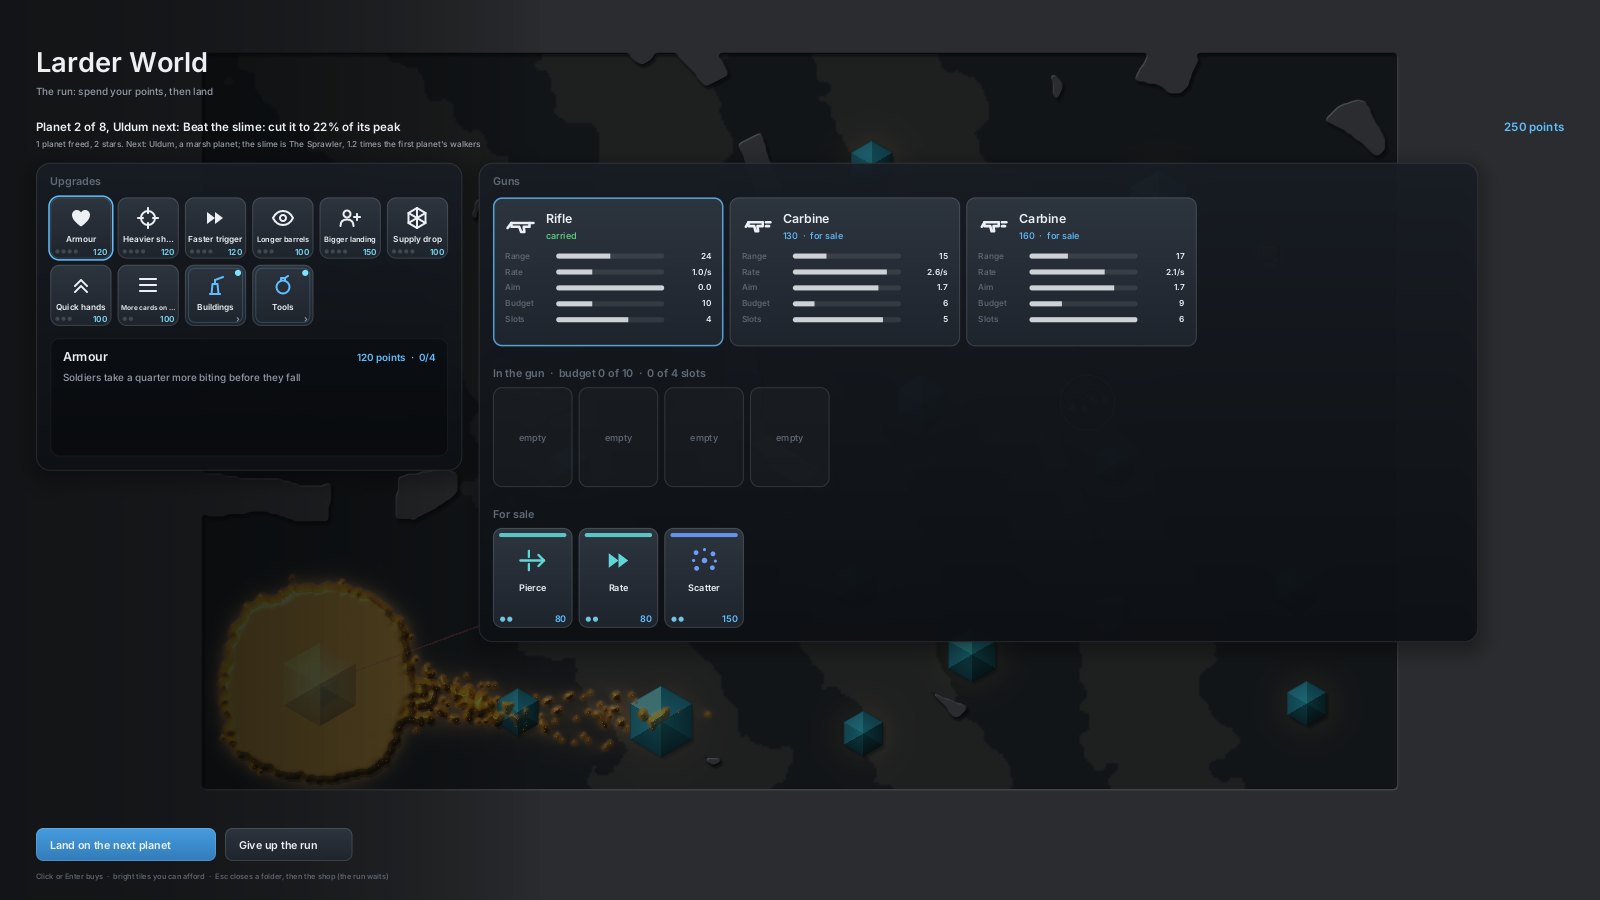 Larder World
The run: spend your points, then land
Planet 2 of 8, Uldum next: Beat the slime: cut it to 22% of its peak
250 points
1 planet freed, 2 stars. Next: Uldum, a marsh planet; the slime is The Sprawler, 1.2 times the first planet's walkers
Upgrades
Armour
120
Heavier sh...
120
Faster trigger
120
Longer barrels
100
Bigger landing
150
Supply drop
100
Quick hands
100
More cards on ...
100
Buildings
Tools
Armour
120 points · 0/4
Soldiers take a quarter more biting before they fall
Guns
Rifle
carried
Range 24
Rate 1.0/s
Aim 0.0
Budget 10
Slots 4
Carbine
130 · for sale
Range 15
Rate 2.6/s
Aim 1.7
Budget 6
Slots 5
Carbine
160 · for sale
Range 17
Rate 2.1/s
Aim 1.7
Budget 9
Slots 6
In the gun · budget 0 of 10 · 0 of 4 slots
empty
empty
empty
empty
For sale
Pierce
80
Rate
80
Scatter
150
Land on the next planet
Give up the run
Click or Enter buys · bright tiles you can afford · Esc closes a folder, then the shop (the run waits)